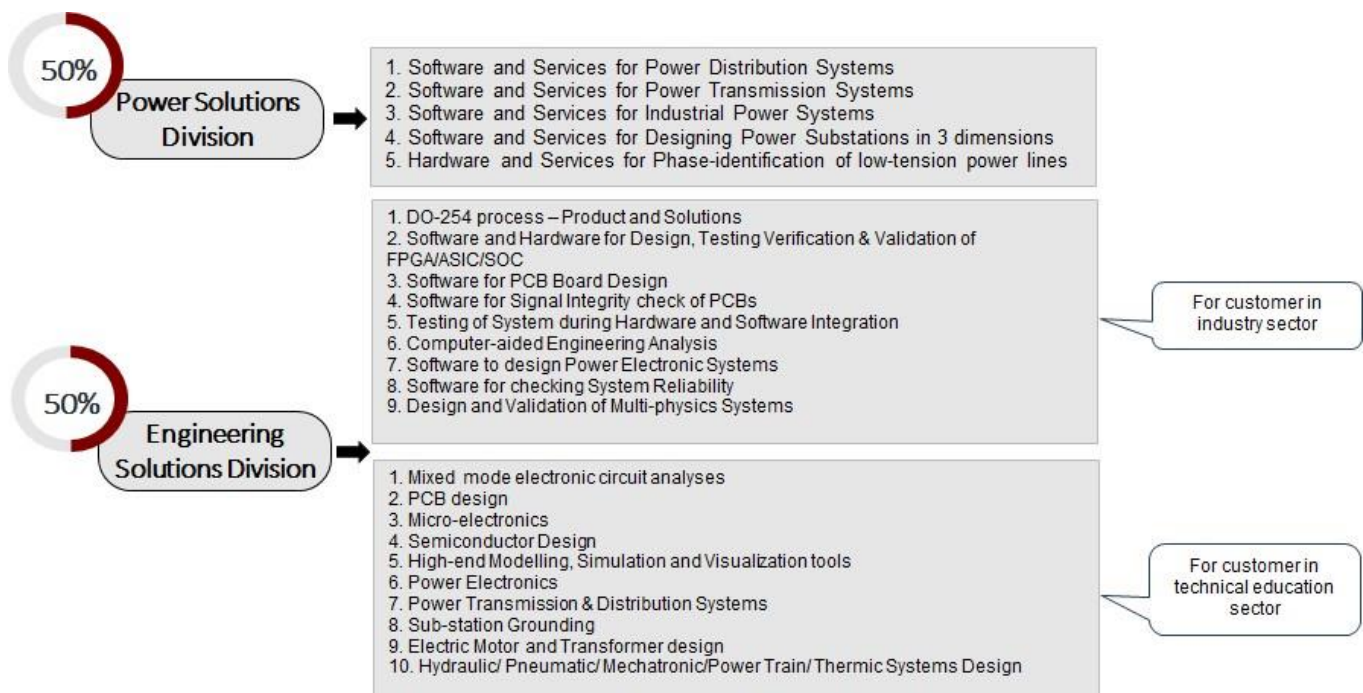 50%
Power Solutions
Division
1. Software and Services for Power Distribution Systems
2. Software and Services for Power Transmission Systems
3. Software and Services for Industrial Power Systems
4. Software and Services for Designing Power Substations in 3 dimensions
5. Hardware and Services for Phase-identification of low-tension power lines
50%
Engineering
Solutions Division
1. DO-254 process – Product and Solutions
2. Software and Hardware for Design, Testing Verification & Validation of
FPGA/ASIC/SOC
3. Software for PCB Board Design
4. Software for Signal Integrity check of PCBs
5. Testing of System during Hardware and Software Integration
6. Computer-aided Engineering Analysis
7. Software to design Power Electronic Systems
8. Software for checking System Reliability
9. Design and Validation of Multi-physics Systems
For customer in
industry sector
1. Mixed mode electronic circuit analyses
2. PCB design
3. Micro-electronics
4. Semiconductor Design
5. High-end Modelling, Simulation and Visualization tools
6. Power Electronics
7. Power Transmission & Distribution Systems
8. Sub-station Grounding
9. Electric Motor and Transformer design
10. Hydraulic/ Pneumatic/ Mechatronic/Power Train/ Thermic Systems Design
For customer in
technical education
sector